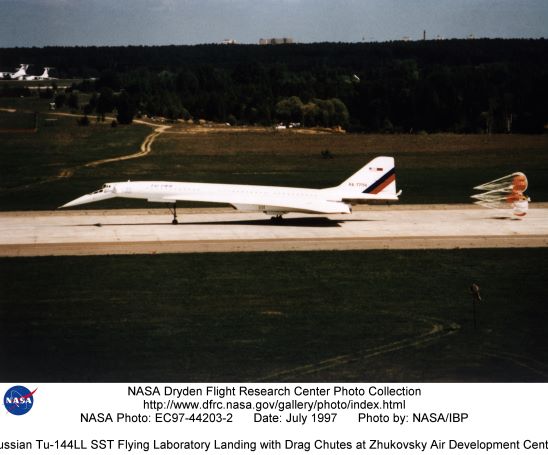 NASA
NASA Dryden Flight Research Center Photo Collection
http://www.dfrc.nasa.gov/gallery/photo/index.html
NASA Photo: EC97-44203-2 Date: July 1997 Photo by: NASA/IBP
ussian Tu-144LL SST Flying Laboratory Landing with Drag Chutes at Zhukovsky Air Development Cent